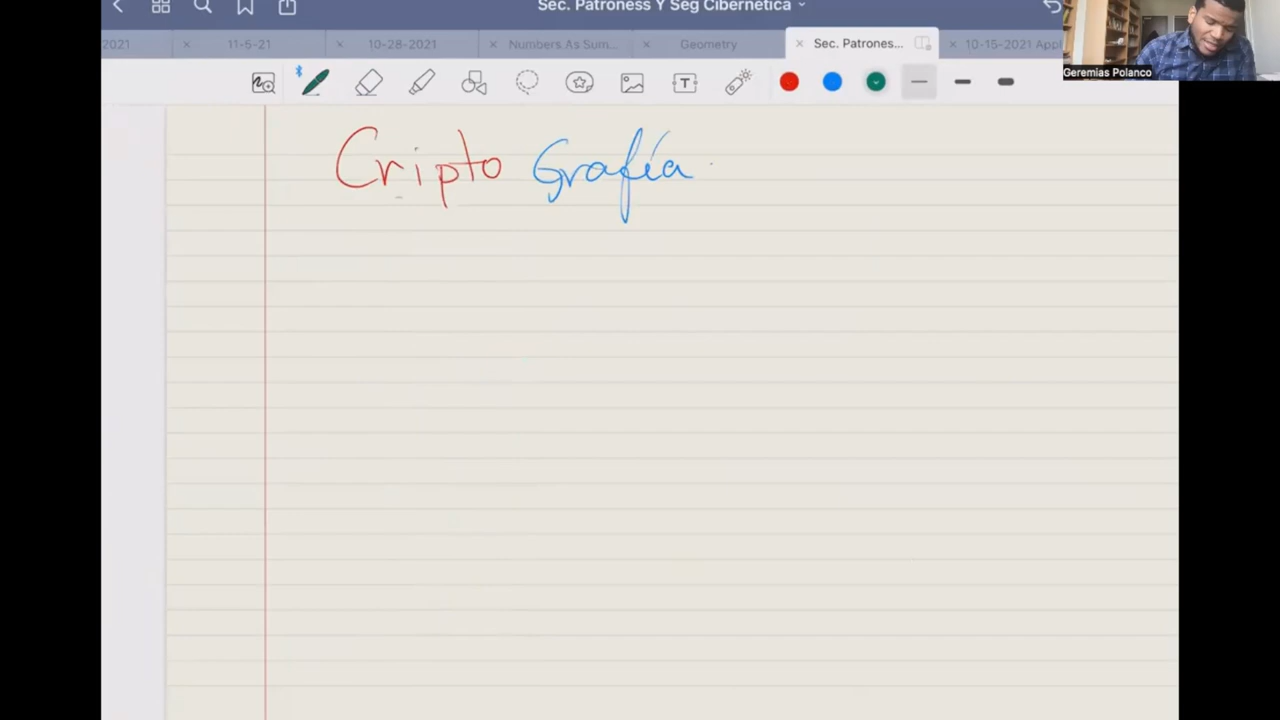 Sec. Patroness Y Seg Cibernetica
2021
11-5-21
10-28-2021
Numbers As Sum...
Geometry
Sec. Patrones...
10-15-2021 Appl
Geremias Polanco
Cripto Grafía